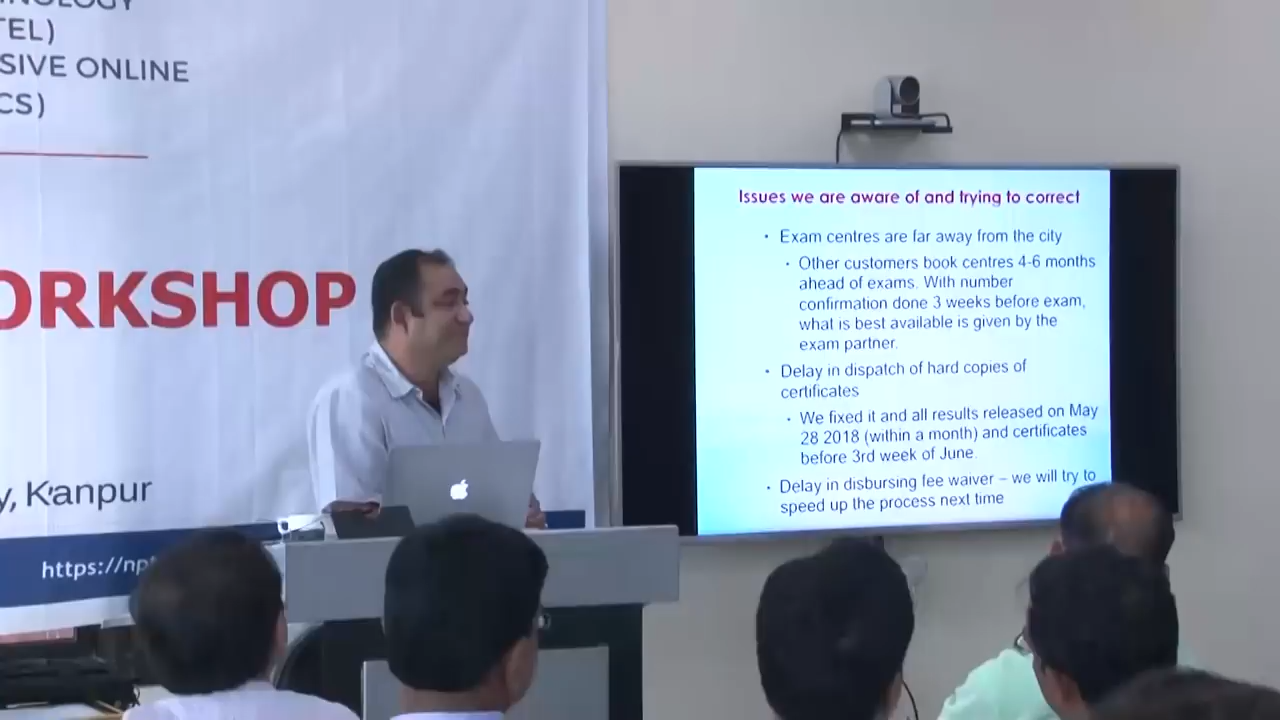 TEL)
SIVE ONLINE
CS)
ORKSHOP
y, Kanpur
https://np
Issues we are aware of and trying to correct
• Exam centres are far away from the city
• Other customers book centres 4-6 months
ahead of exams. With number
confirmation done 3 weeks before exam,
what is best available is given by the
exam partner.
• Delay in dispatch of hard copies of
certificates
• We fixed it and all results released on May
28 2018 (within a month) and certificates
before 3rd week of June.
• Delay in disbursing fee waiver – we will try to
speed up the process next time